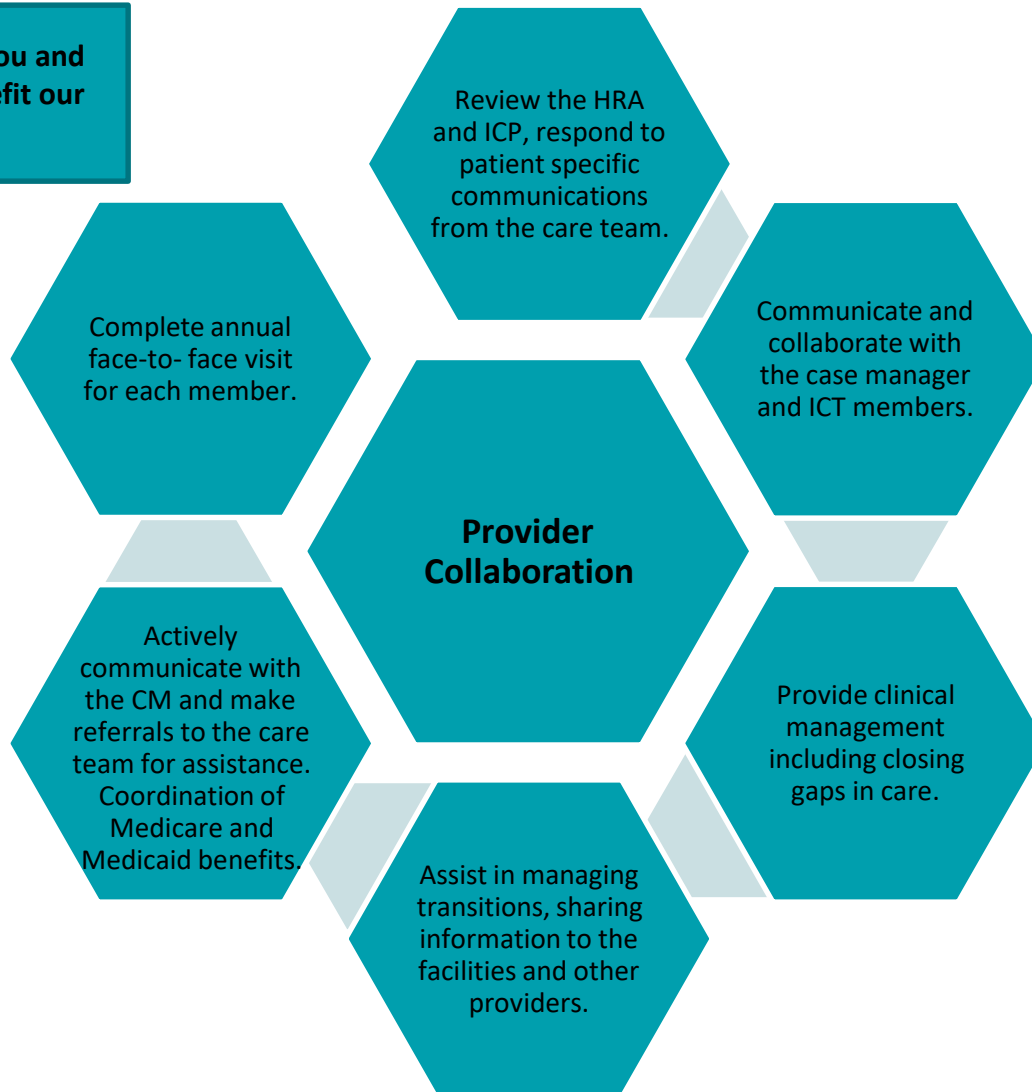 ou and
efit our
Review the HRA
and ICP, respond to
patient specific
communications
from the care team.
Communicate and
collaborate with
the case manager
and ICT members.
Provide clinical
management
including closing
gaps in care.
Assist in managing
transitions, sharing
information to the
facilities and other
providers.
Actively
communicate with
the CM and make
referrals to the care
team for assistance.
Coordination of
Medicare and
Medicaid benefits.
Complete annual
face-to- face visit
for each member.
Provider
Collaboration